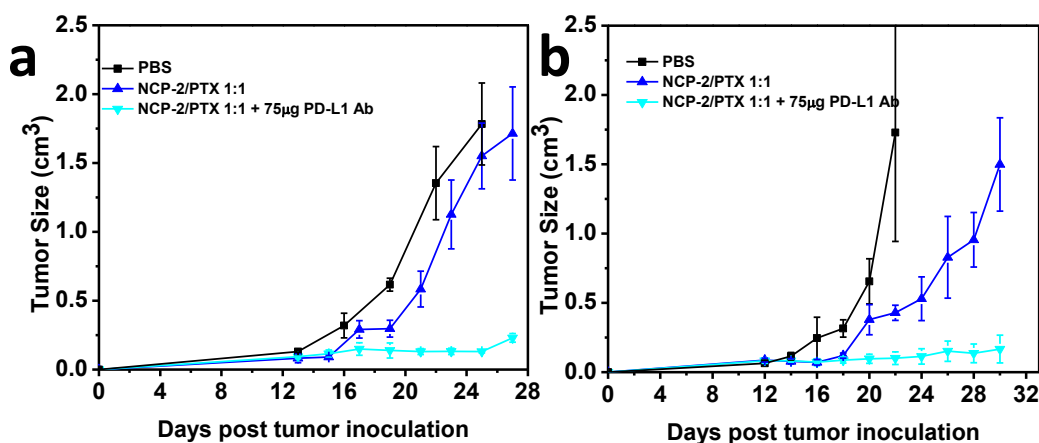 a
2.5
2.0
1.5
1.0
0.5
0.0
Tumor Size (cm3)
PBS
NCP-2/PTX 1:1
NCP-2/PTX 1:1 + 75µg PD-L1 Ab
0 4 8 12 16 20 24 28
Days post tumor inoculation
b
2.5
2.0
1.5
1.0
0.5
0.0
Tumor Size (cm3)
PBS
NCP-2/PTX 1:1
NCP-2/PTX 1:1 + 75µg PD-L1 Ab
0 4 8 12 16 20 24 28 32
Days post tumor inoculation